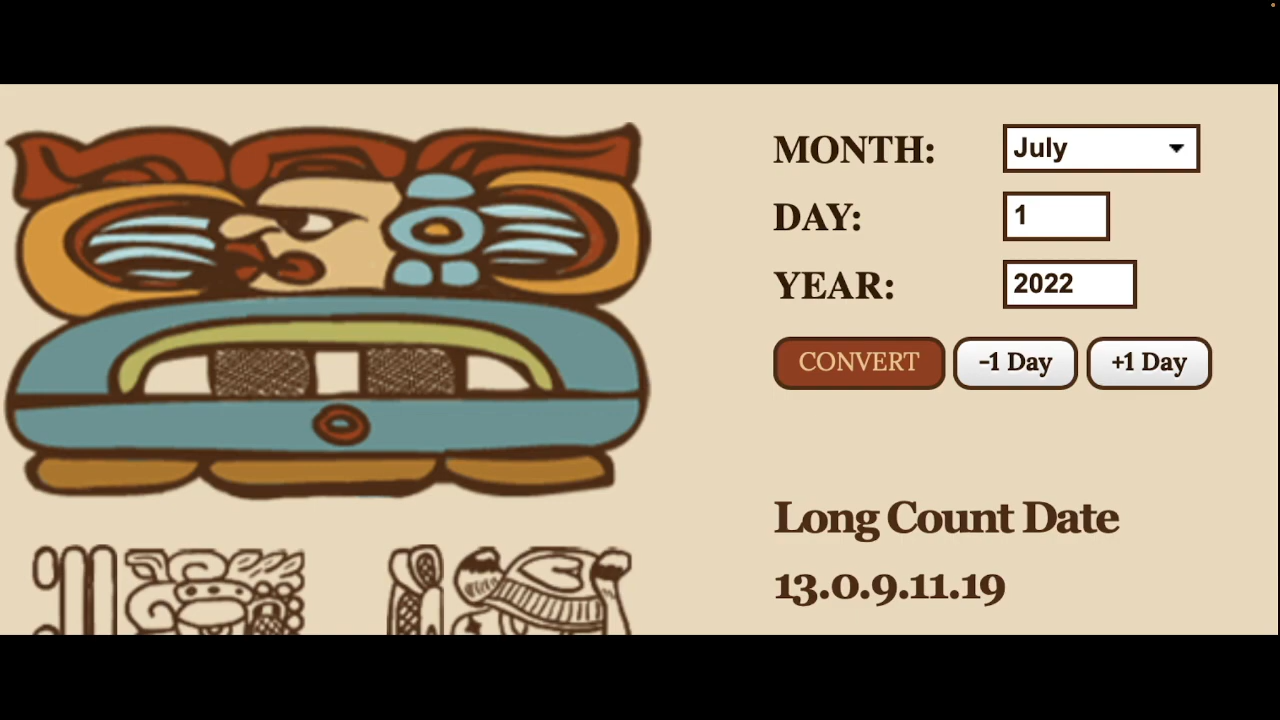 MONTH: July
DAY: 1
YEAR: 2022
CONVERT -1 Day +1 Day
Long Count Date
13.0.9.11.19